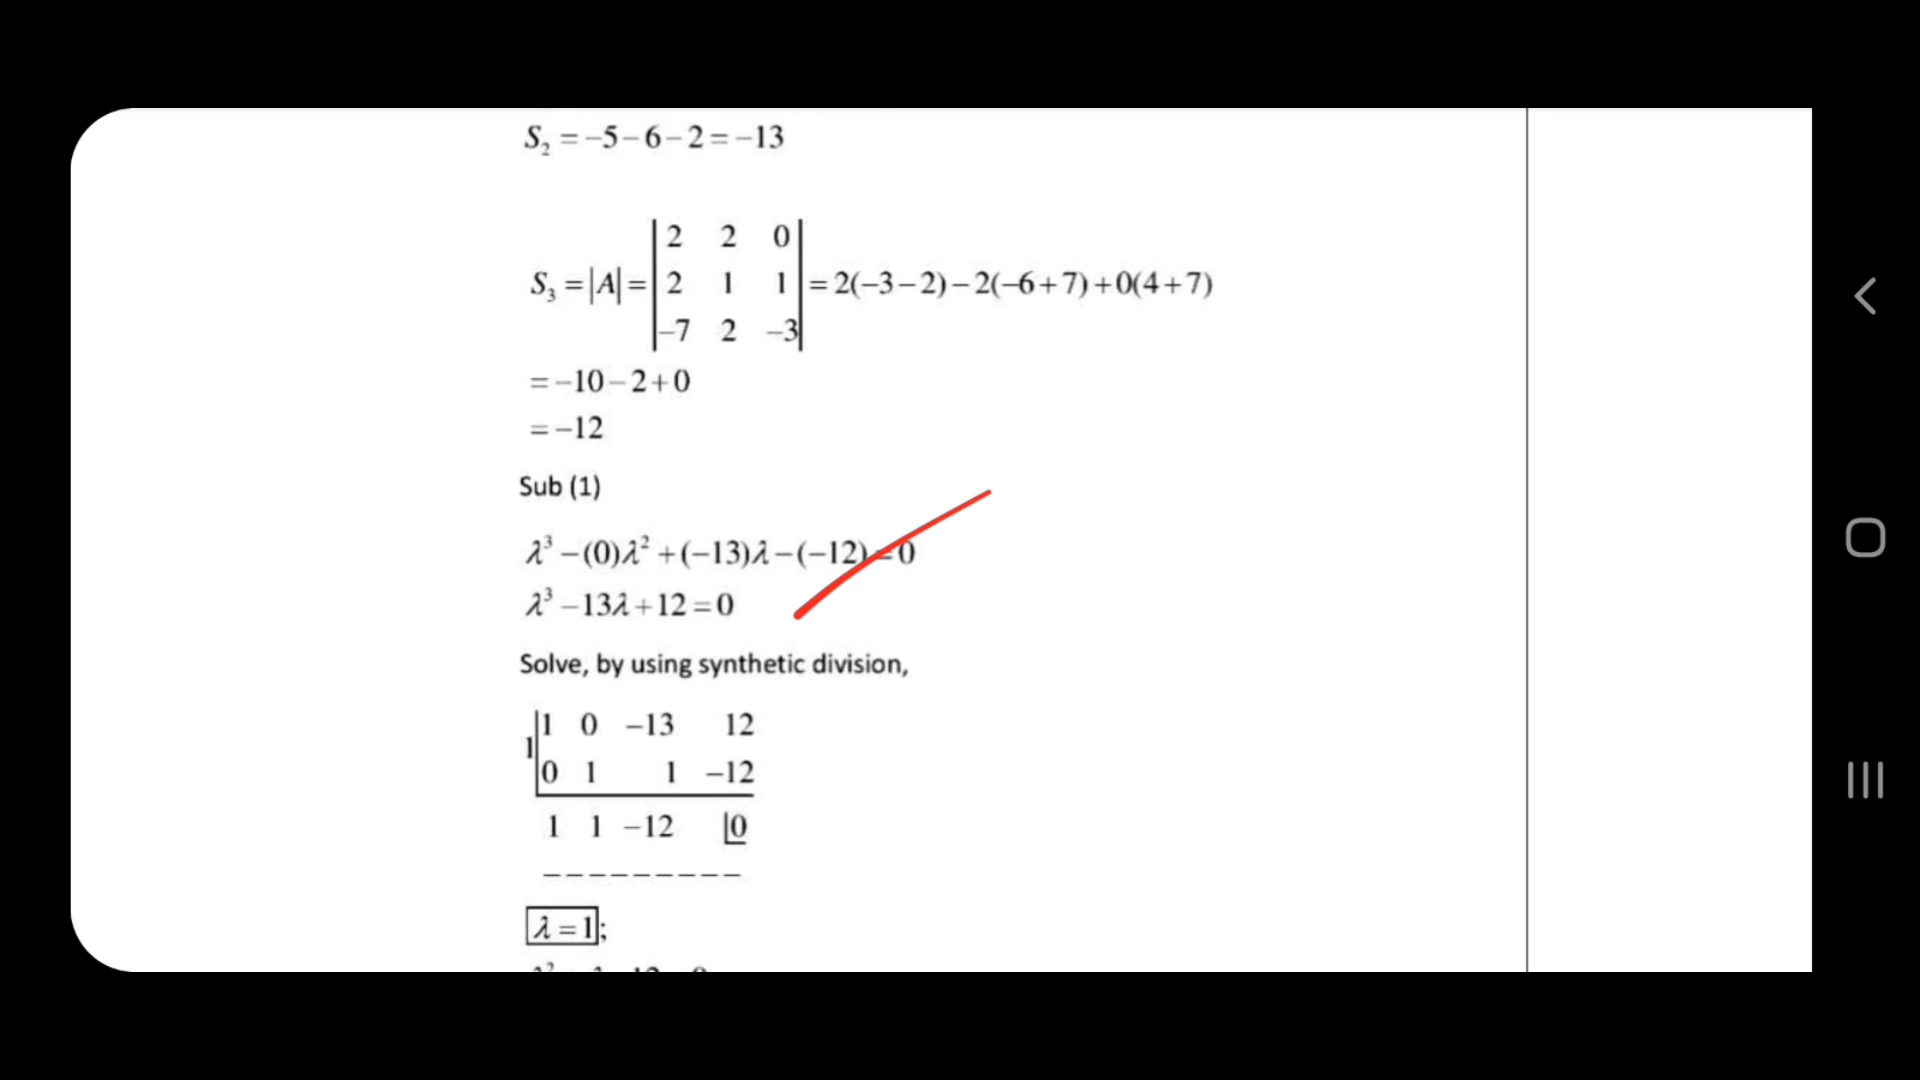 S₂ = −5 − 6 − 2 = −13
S₃ = |A| = | 2 2 0 | = 2(−3−2) − 2(−6+7) + 0(4+7)
| 2 1 1 |
| −7 2 −3 |
= −10 − 2 + 0
= −12
Sub (1)
λ³ − (0)λ² + (−13)λ − (−12) = 0
λ³ − 13λ + 12 = 0
Solve, by using synthetic division,
1 | 1 0 −13 12
| 0 1 1 −12
1 1 −12 |0
−−−−−−−−−
λ = 1;